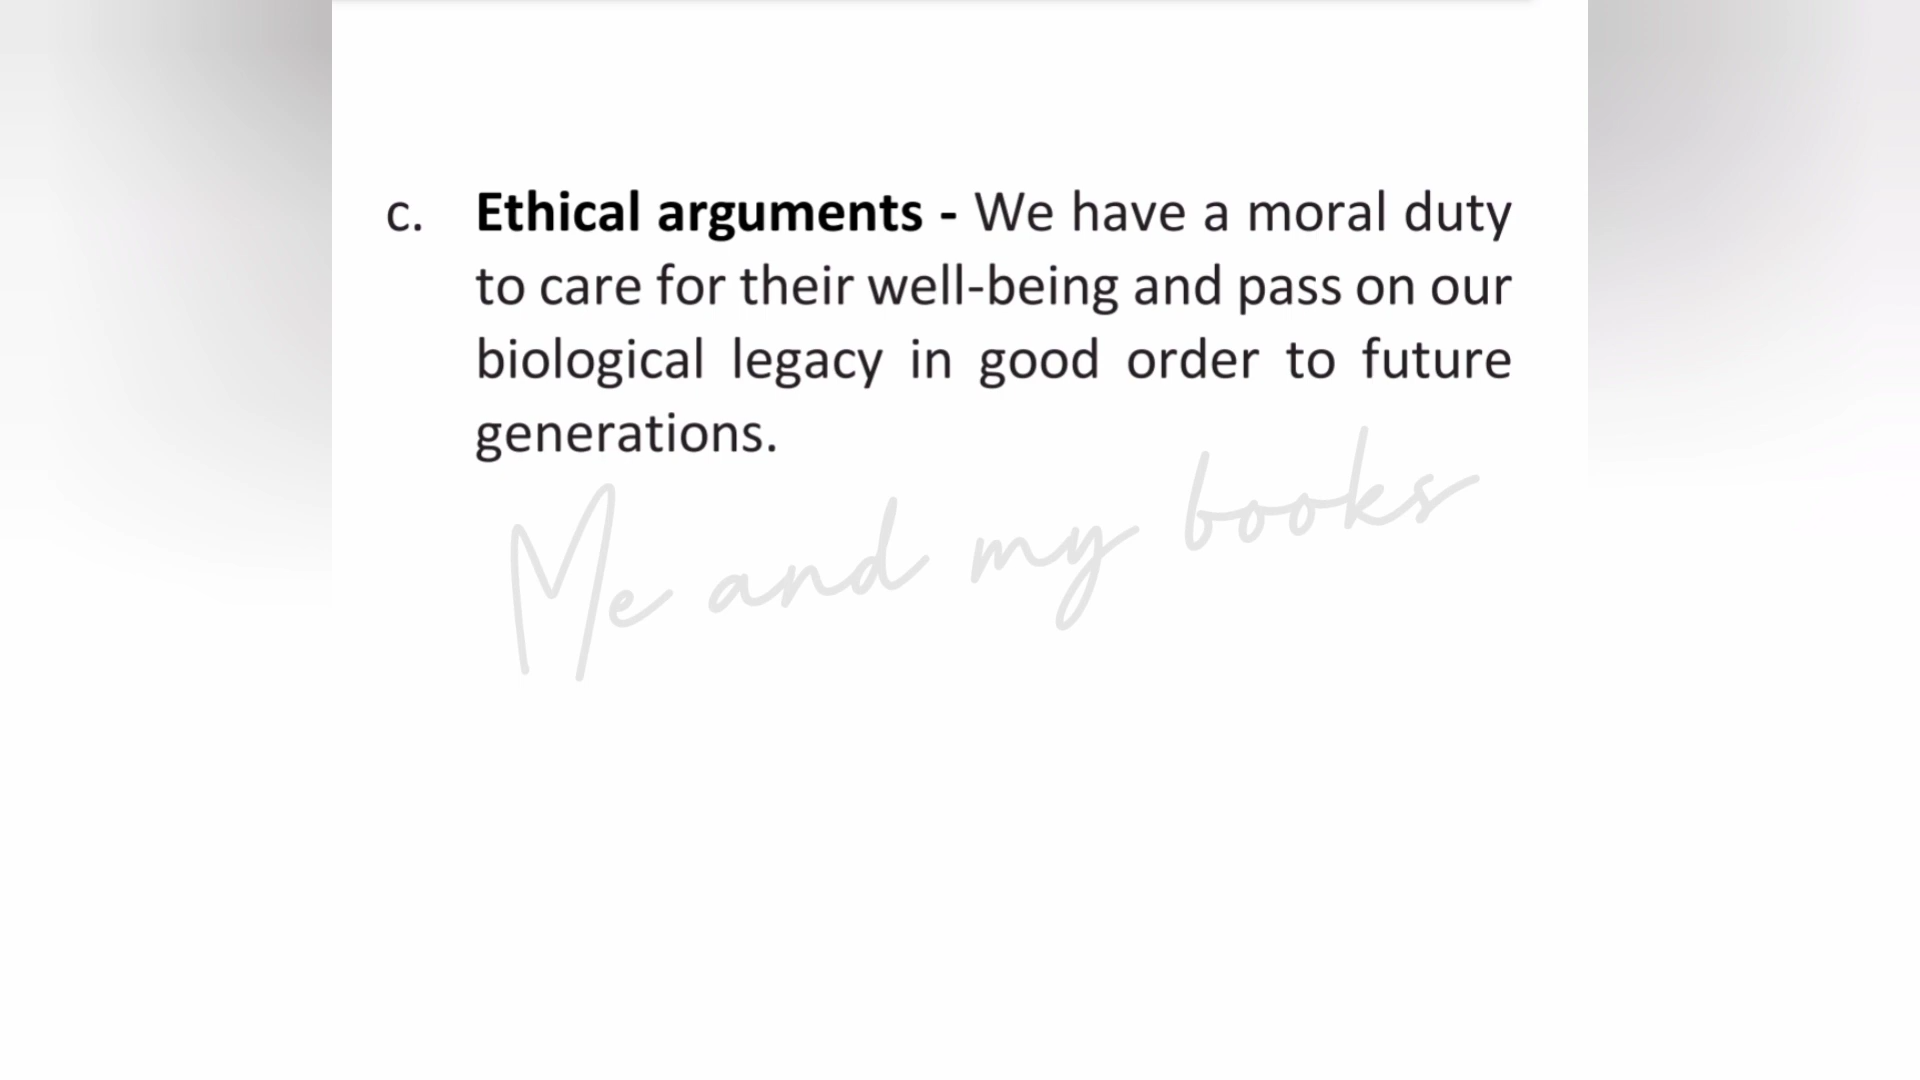 c. Ethical arguments - We have a moral duty
to care for their well-being and pass on our
biological legacy in good order to future
generations.
Me and my books